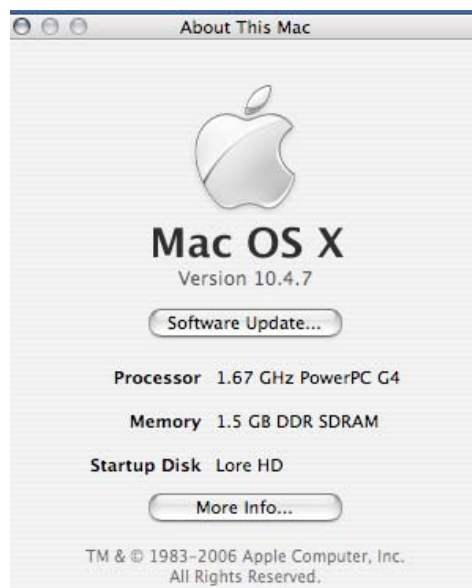 About This Mac
Mac OS X
Version 10.4.7
Software Update...
Processor 1.67 GHz PowerPC G4
Memory 1.5 GB DDR SDRAM
Startup Disk Lore HD
More Info...
TM & © 1983–2006 Apple Computer, Inc.
All Rights Reserved.